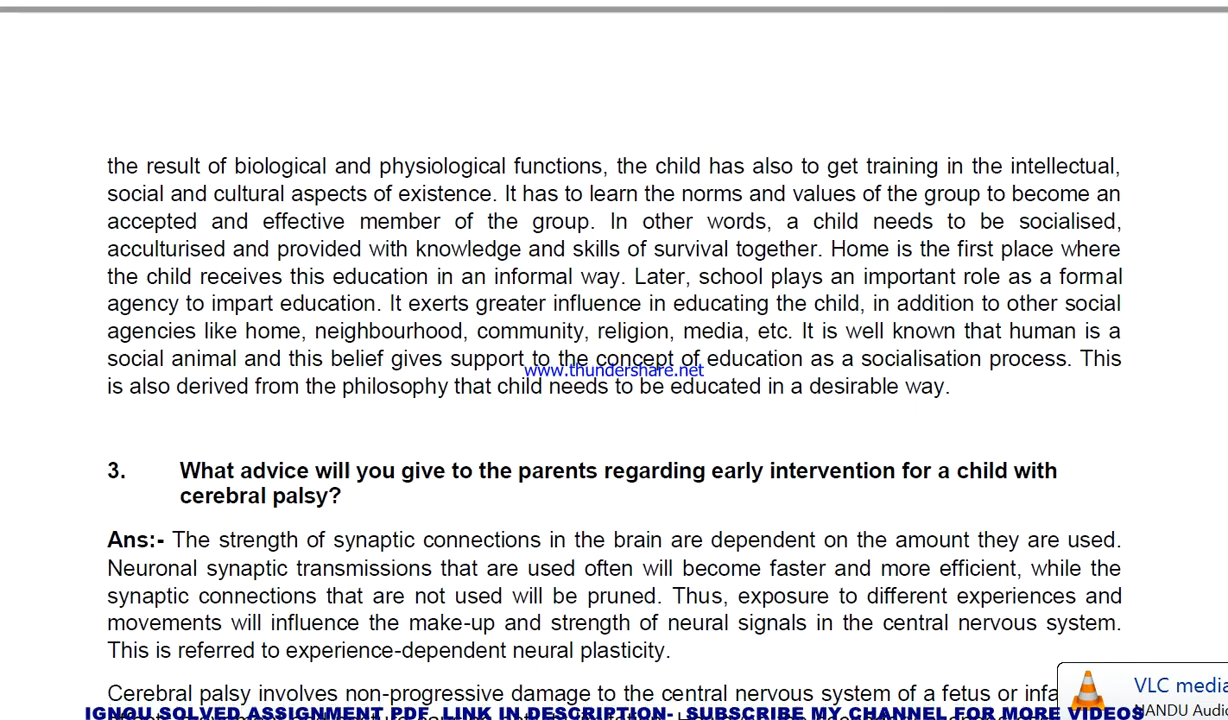 the result of biological and physiological functions, the child has also to get training in the intellectual,
social and cultural aspects of existence. It has to learn the norms and values of the group to become an
accepted and effective member of the group. In other words, a child needs to be socialised,
acculturised and provided with knowledge and skills of survival together. Home is the first place where
the child receives this education in an informal way. Later, school plays an important role as a formal
agency to impart education. It exerts greater influence in educating the child, in addition to other social
agencies like home, neighbourhood, community, religion, media, etc. It is well known that human is a
social animal and this belief gives support to the concept of education as a socialisation process. This
www.thundershare.net
is also derived from the philosophy that child needs to be educated in a desirable way.
3. What advice will you give to the parents regarding early intervention for a child with
cerebral palsy?
Ans:- The strength of synaptic connections in the brain are dependent on the amount they are used.
Neuronal synaptic transmissions that are used often will become faster and more efficient, while the
synaptic connections that are not used will be pruned. Thus, exposure to different experiences and
movements will influence the make-up and strength of neural signals in the central nervous system.
This is referred to experience-dependent neural plasticity.
Cerebral palsy involves non-progressive damage to the central nervous system of a fetus or infa
VLC media
NANDU Audi
IGNOU SOLVED ASSIGNMENT PDF LINK IN DESCRIPTION- SUBSCRIBE MY CHANNEL FOR MORE VIDEOS